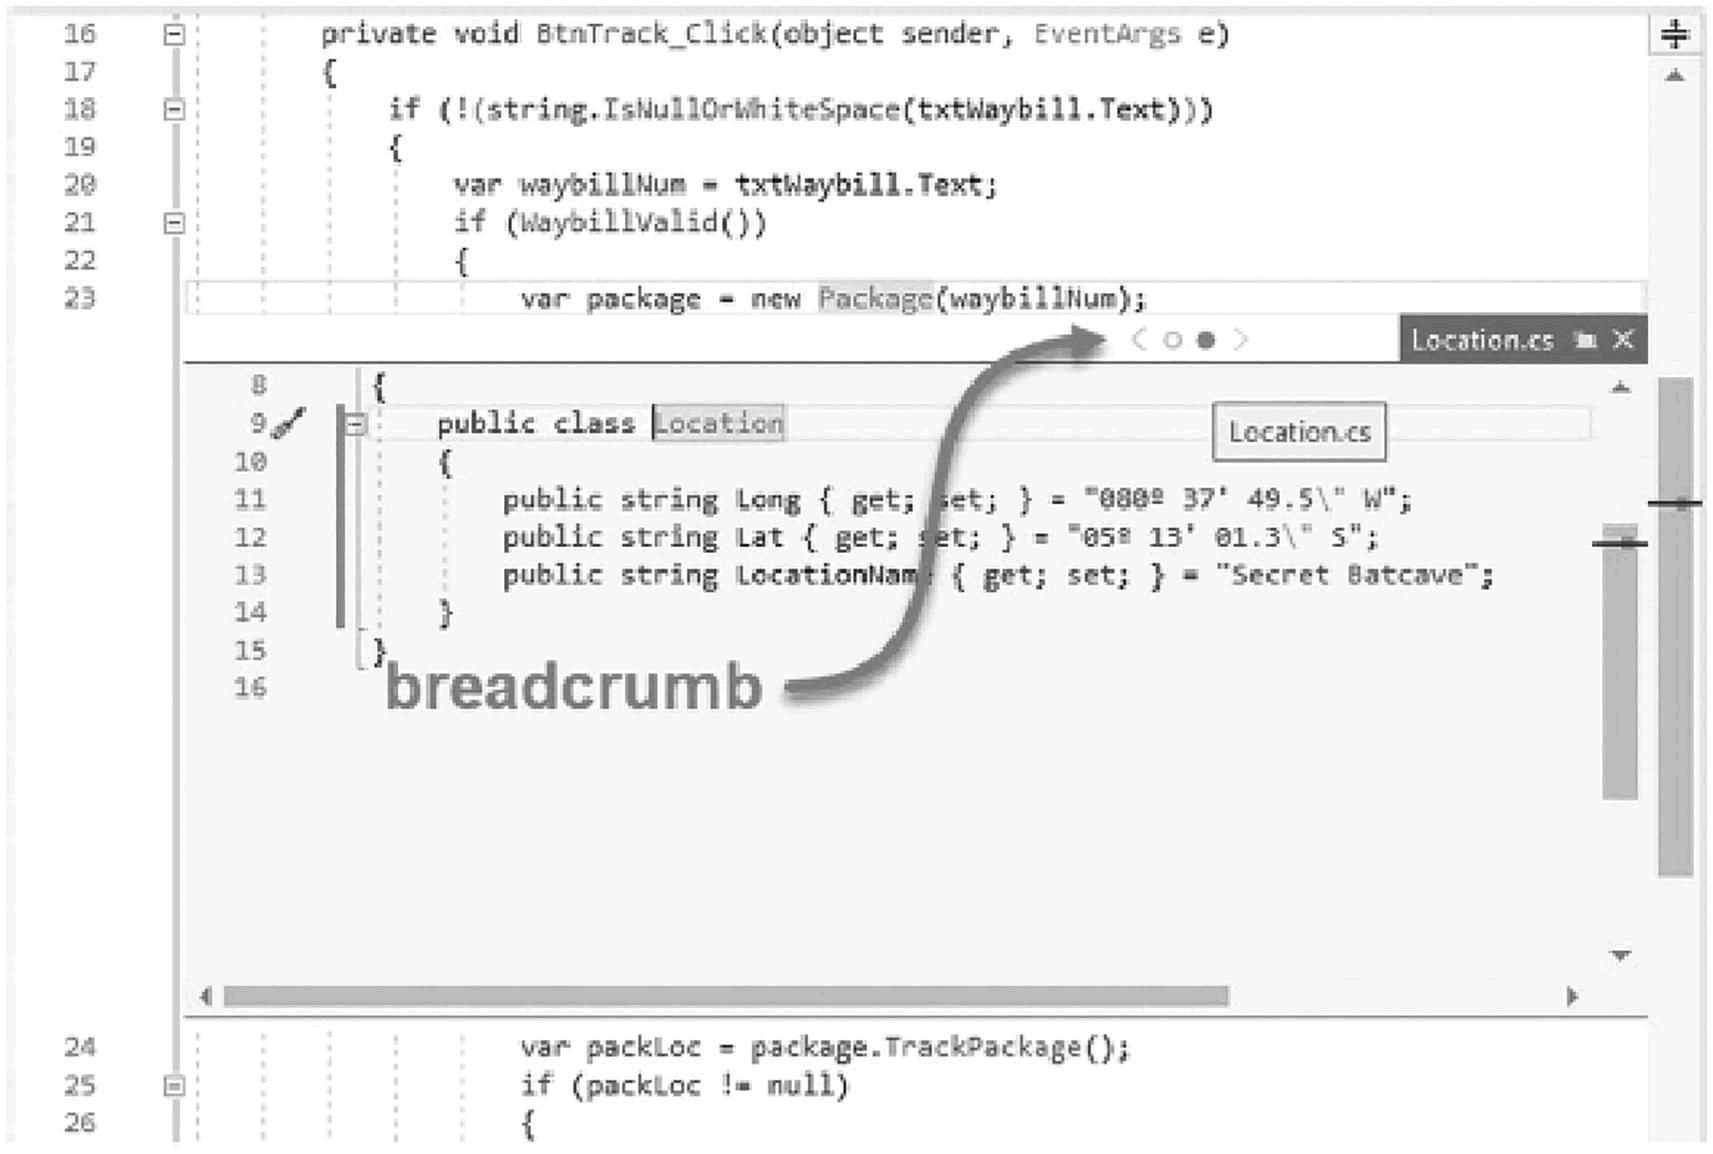 16 private void BtnTrack_Click(object sender, EventArgs e)
17 {
18 if (!(string.IsNullOrWhiteSpace(txtWaybill.Text)))
19 {
20 var waybillNum = txtWaybill.Text;
21 if (WaybillValid())
22 {
23 var package = new Package(waybillNum);
Location.cs
8 {
9 public class Location
Location.cs
10 {
11 public string Long { get; set; } = "080º 37' 49.5\" W";
12 public string Lat { get; set; } = "05º 13' 01.3\" S";
13 public string LocationName { get; set; } = "Secret Batcave";
14 }
15 }
16
breadcrumb
24 var packLoc = package.TrackPackage();
25 if (packLoc != null)
26 {